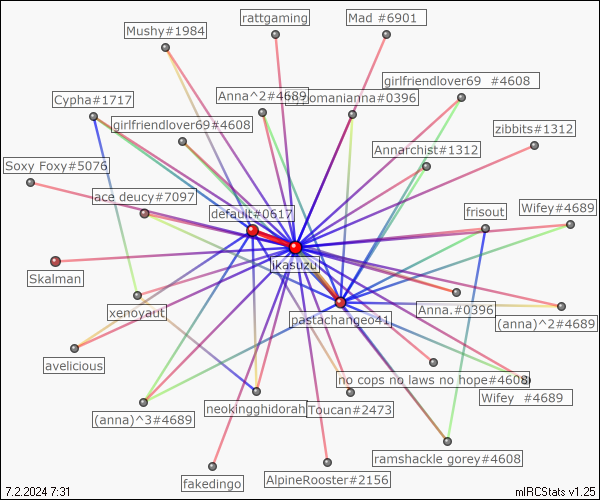 rattgaming
Mad #6901
Mushy#1984
girlfriendlover69 #4608
Anna^2#4689
omanianna#0396
Cypha#1717
girlfriendlover69#4608
zibbits#1312
Annarchist#1312
Soxy Foxy#5076
ace deucy#7097
default#0617
frisout
Wifey#4689
jkasuzu
Skalman
xenoyaut
pastachangeo41
Anna.#0396
(anna)^2#4689
avelicious
no cops no laws no hope#4608
Wifey #4689
(anna)^3#4689
neokingghidorah
Toucan#2473
ramshackle gorey#4608
fakedingo
AlpineRooster#2156
7.2.2024 7:31
mIRCStats v1.25